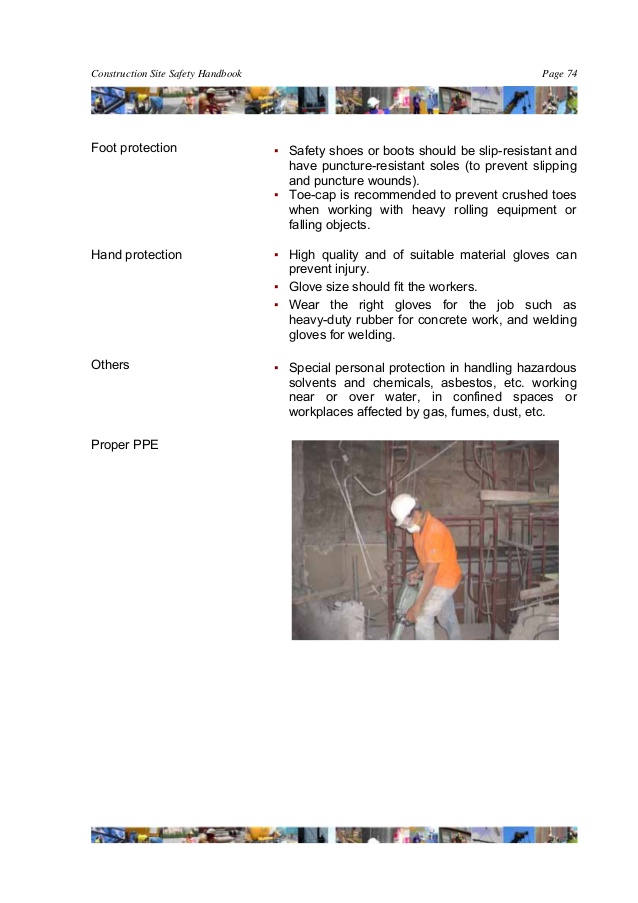 Construction Site Safety Handbook Page 74
Foot protection
▪ Safety shoes or boots should be slip-resistant and
have puncture-resistant soles (to prevent slipping
and puncture wounds).
▪ Toe-cap is recommended to prevent crushed toes
when working with heavy rolling equipment or
falling objects.
Hand protection
▪ High quality and of suitable material gloves can
prevent injury.
▪ Glove size should fit the workers.
▪ Wear the right gloves for the job such as
heavy-duty rubber for concrete work, and welding
gloves for welding.
Others
▪ Special personal protection in handling hazardous
solvents and chemicals, asbestos, etc. working
near or over water, in confined spaces or
workplaces affected by gas, fumes, dust, etc.
Proper PPE